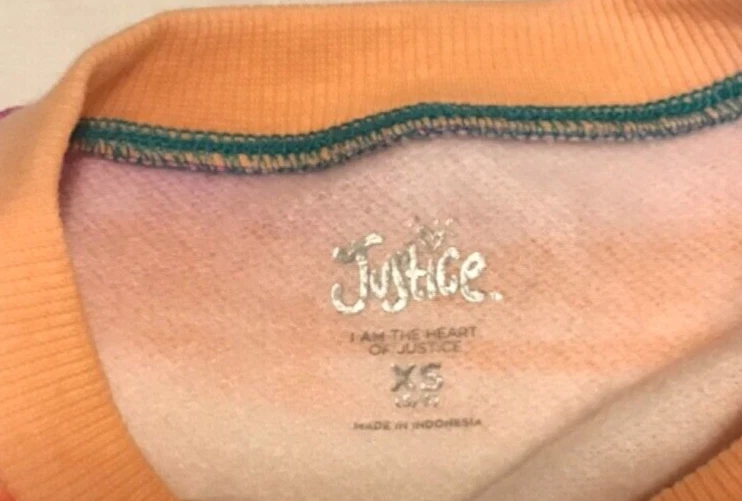 Justice.
I AM THE HEART
OF JUSTICE
XS
MADE IN INDONESIA